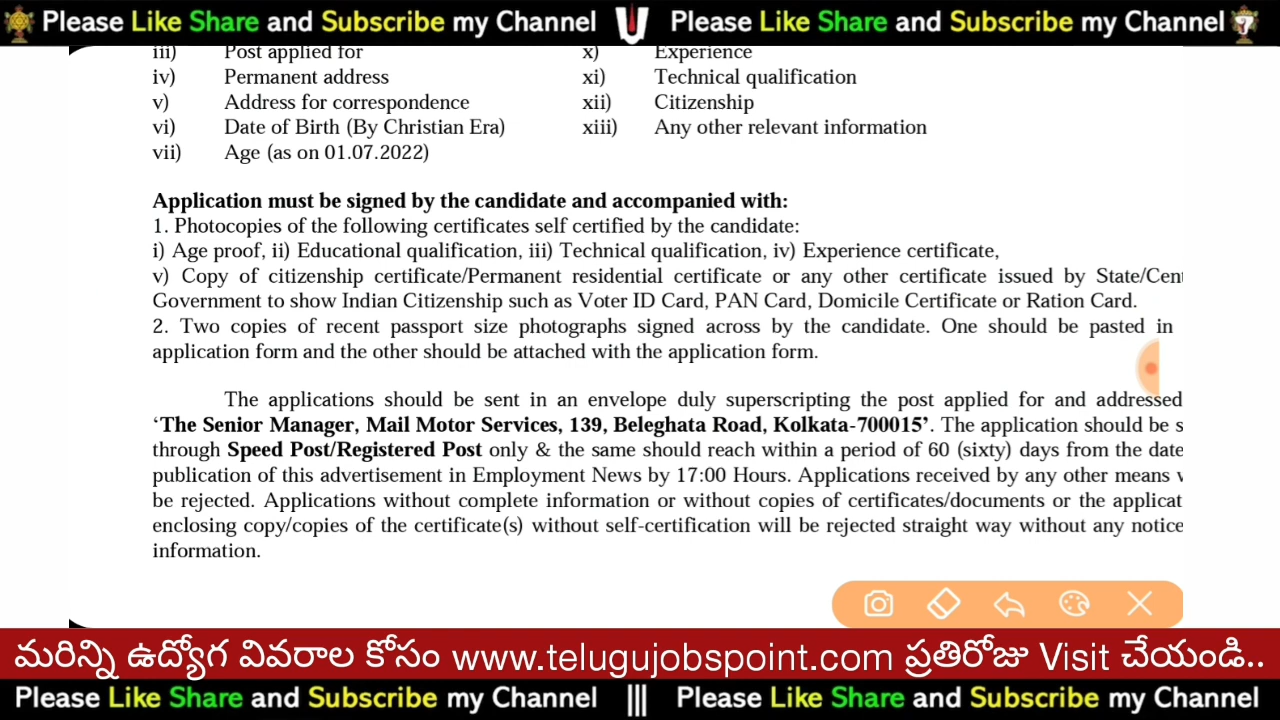 Please Like Share and Subscribe my Channel Please Like Share and Subscribe my Channel
iii) Post applied for x) Experience
iv) Permanent address xi) Technical qualification
v) Address for correspondence xii) Citizenship
vi) Date of Birth (By Christian Era) xiii) Any other relevant information
vii) Age (as on 01.07.2022)
Application must be signed by the candidate and accompanied with:
1. Photocopies of the following certificates self certified by the candidate:
i) Age proof, ii) Educational qualification, iii) Technical qualification, iv) Experience certificate,
v) Copy of citizenship certificate/Permanent residential certificate or any other certificate issued by State/Cent
Government to show Indian Citizenship such as Voter ID Card, PAN Card, Domicile Certificate or Ration Card.
2. Two copies of recent passport size photographs signed across by the candidate. One should be pasted in
application form and the other should be attached with the application form.
The applications should be sent in an envelope duly superscripting the post applied for and addressed
‘The Senior Manager, Mail Motor Services, 139, Beleghata Road, Kolkata-700015’. The application should be s
through Speed Post/Registered Post only & the same should reach within a period of 60 (sixty) days from the date
publication of this advertisement in Employment News by 17:00 Hours. Applications received by any other means
be rejected. Applications without complete information or without copies of certificates/documents or the applicat
enclosing copy/copies of the certificate(s) without self-certification will be rejected straight way without any notice
information.
మరిన్ని ఉద్యోగ వివరాల కోసం www.telugujobspoint.com ప్రతిరోజు Visit చేయండి..
Please Like Share and Subscribe my Channel ||| Please Like Share and Subscribe my Channel